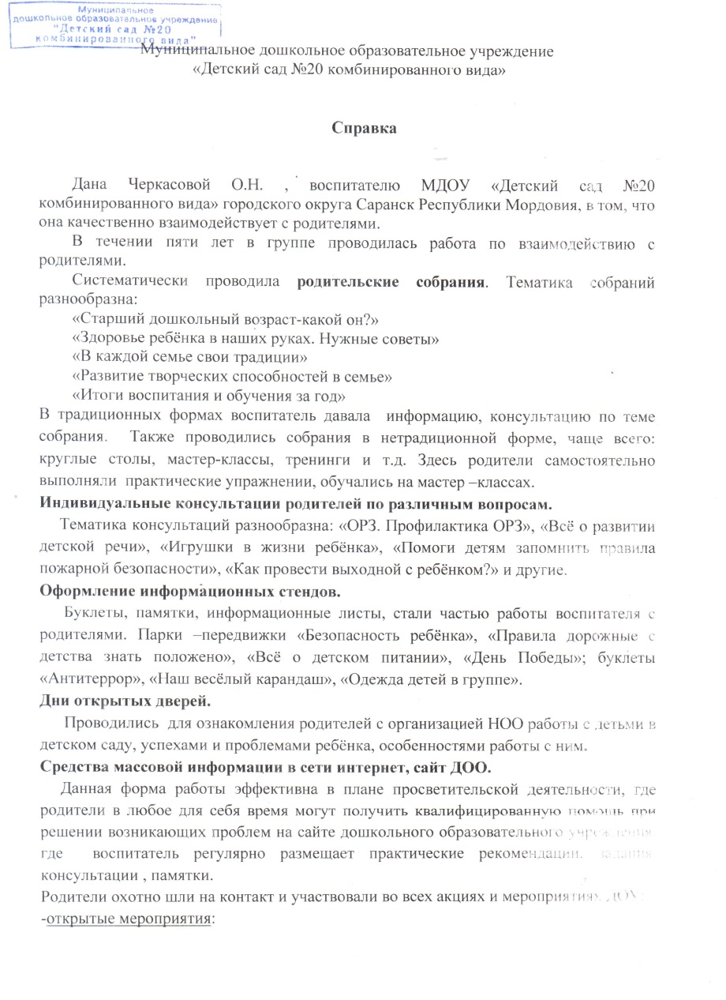 Муниципальное
дошкольное образовательное учреждение
"Детский сад №20
комбинированного вида"
Муниципальное дошкольное образовательное учреждение
«Детский сад №20 комбинированного вида»
Справка
Дана Черкасовой О.Н. , воспитателю МДОУ «Детский сад №20
комбинированного вида» городского округа Саранск Республики Мордовия, в том, что
она качественно взаимодействует с родителями.
В течении пяти лет в группе проводилась работа по взаимодействию с
родителями.
Систематически проводила родительские собрания. Тематика собраний
разнообразна:
«Старший дошкольный возраст-какой он?»
«Здоровье ребёнка в наших руках. Нужные советы»
«В каждой семье свои традиции»
«Развитие творческих способностей в семье»
«Итоги воспитания и обучения за год»
В традиционных формах воспитатель давала информацию, консультацию по теме
собрания. Также проводились собрания в нетрадиционной форме, чаще всего:
круглые столы, мастер-классы, тренинги и т.д. Здесь родители самостоятельно
выполняли практические упражнении, обучались на мастер –классах.
Индивидуальные консультации родителей по различным вопросам.
Тематика консультаций разнообразна: «ОРЗ. Профилактика ОРЗ», «Всё о развитии
детской речи», «Игрушки в жизни ребёнка», «Помоги детям запомнить правила
пожарной безопасности», «Как провести выходной с ребёнком?» и другие.
Оформление информационных стендов.
Буклеты, памятки, информационные листы, стали частью работы воспитателя с
родителями. Парки –передвижки «Безопасность ребёнка», «Правила дорожные с
детства знать положено», «Всё о детском питании», «День Победы»; буклеты
«Антитеррор», «Наш весёлый карандаш», «Одежда детей в группе».
Дни открытых дверей.
Проводились для ознакомления родителей с организацией НОО работы с детьми в
детском саду, успехами и проблемами ребёнка, особенностями работы с ним.
Средства массовой информации в сети интернет, сайт ДОО.
Данная форма работы эффективна в плане просветительской деятельности, где
родители в любое для себя время могут получить квалифицированную помощь при
решении возникающих проблем на сайте дошкольного образовательного учреждения,
где воспитатель регулярно размещает практические рекомендации, задания,
консультации , памятки.
Родители охотно шли на контакт и участвовали во всех акциях и мероприятиях ДОУ:
-открытые мероприятия: